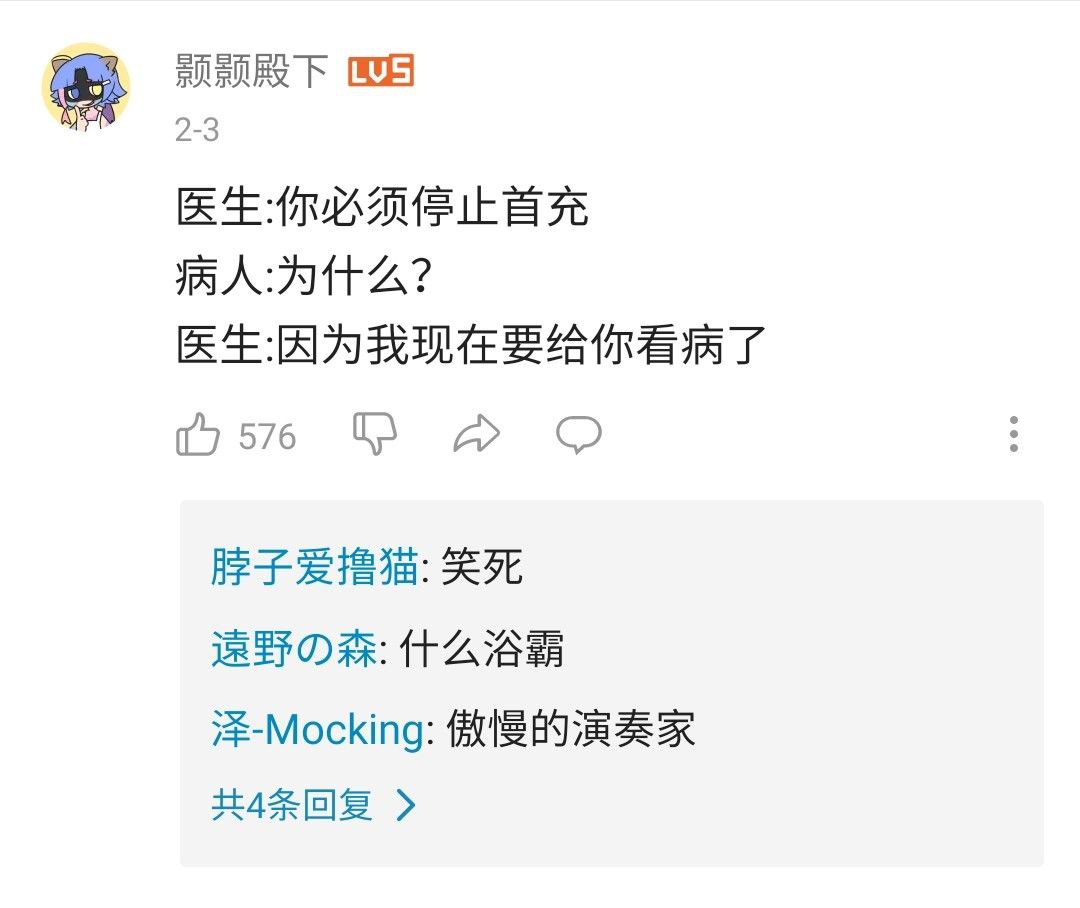 颢颢殿下 LV5
2-3
医生:你必须停止首充
病人:为什么?
医生:因为我现在要给你看病了
576
脖子爱撸猫: 笑死
遠野の森: 什么浴霸
泽-Mocking: 傲慢的演奏家
共4条回复